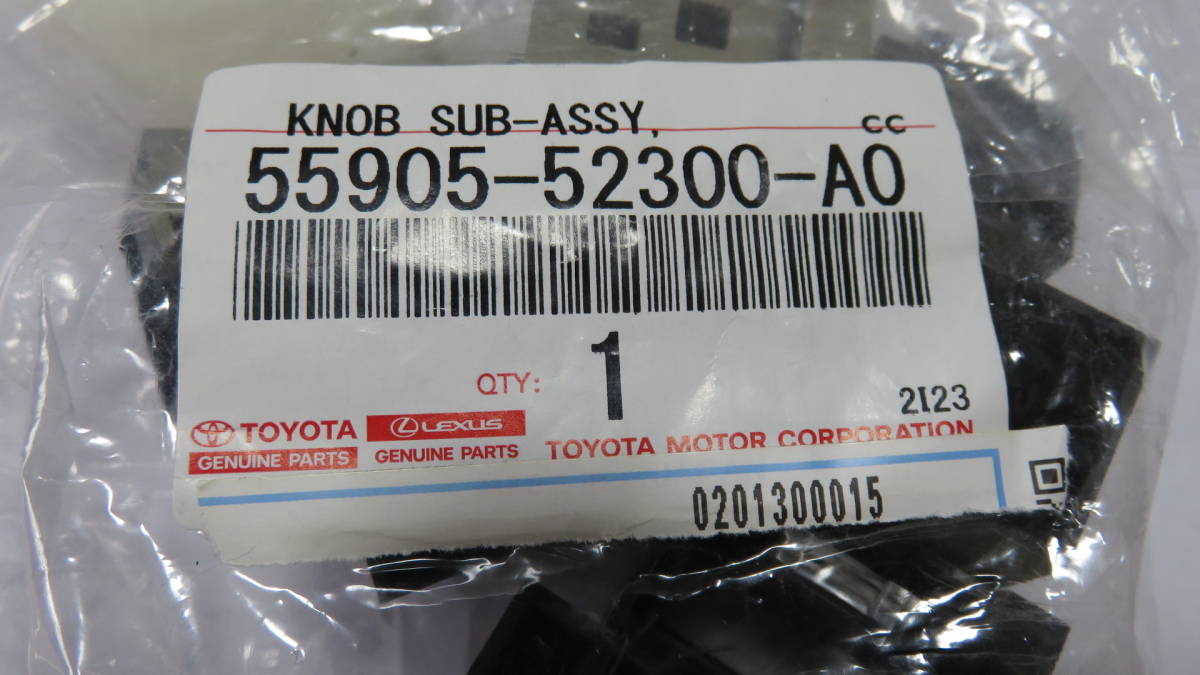 KNOB SUB-ASSY, CC
55905-52300-A0
QTY: 1
2I23
TOYOTA LEXUS
GENUINE PARTS GENUINE PARTS TOYOTA MOTOR CORPORATION
0201300015